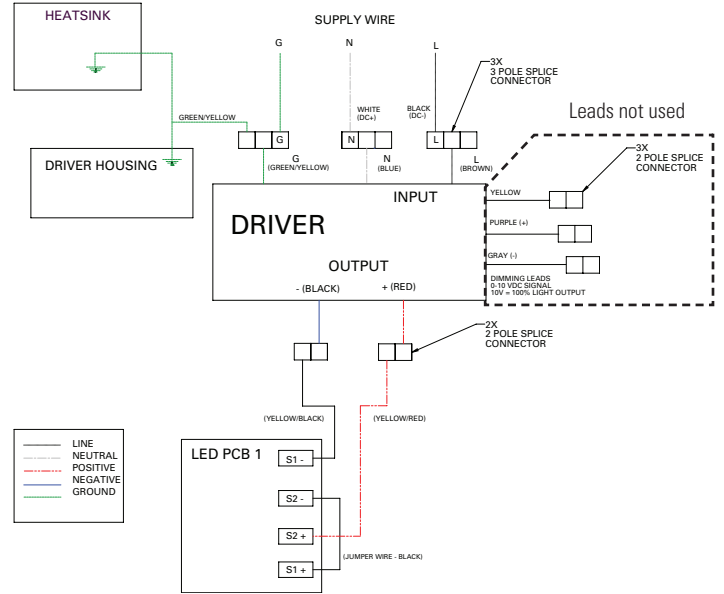 HEATSINK
SUPPLY WIRE
G
N
L
3X
3 POLE SPLICE
CONNECTOR
WHITE
(DC+)
BLACK
(DC-)
Leads not used
GREEN/YELLOW
G
N
L
3X
2 POLE SPLICE
CONNECTOR
DRIVER HOUSING
G
(GREEN/YELLOW)
N
(BLUE)
L
(BROWN)
INPUT
YELLOW
DRIVER
PURPLE (+)
GRAY (-)
OUTPUT
DIMMING LEADS
0-10 VDC SIGNAL
10V = 100% LIGHT OUTPUT
- (BLACK)
+ (RED)
2X
2 POLE SPLICE
CONNECTOR
(YELLOW/BLACK)
(YELLOW/RED)
LINE
NEUTRAL
POSITIVE
NEGATIVE
GROUND
LED PCB 1
S1 -
S2 -
S2 +
S1 +
(JUMPER WIRE - BLACK)